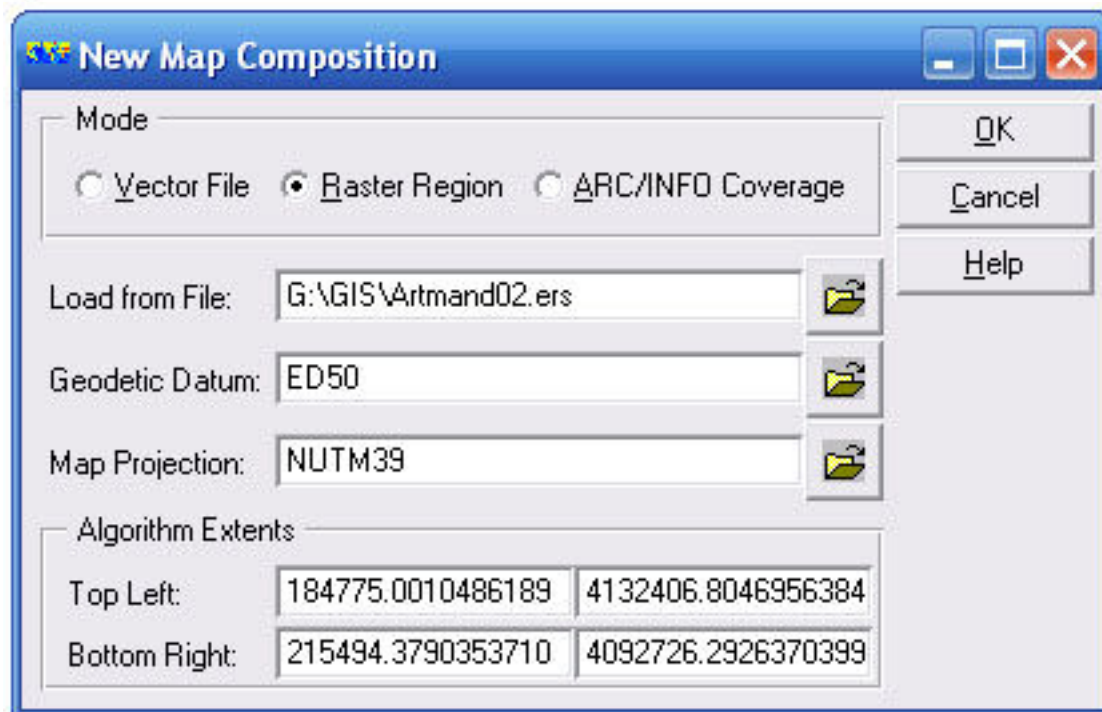 New Map Composition
Mode
Vector File Raster Region ARC/INFO Coverage
OK
Cancel
Help
Load from File: G:\GIS\Artmand02.ers
Geodetic Datum: ED50
Map Projection: NUTM39
Algorithm Extents
Top Left: 184775.0010486189 4132406.8046956384
Bottom Right: 215494.3790353710 4092726.2926370399